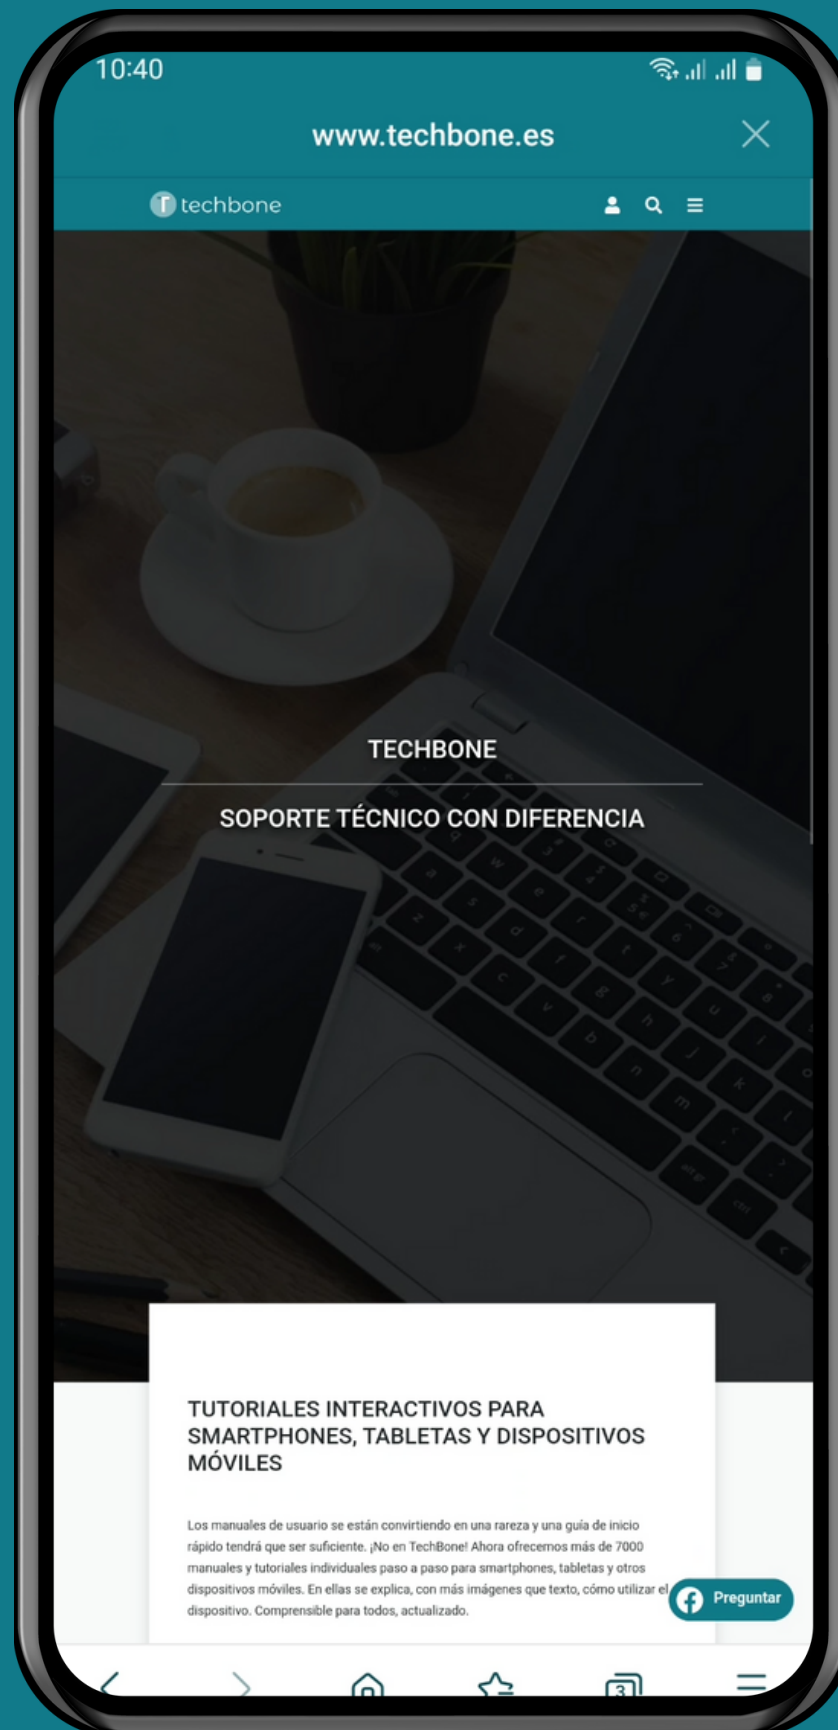 10:40
www.techbone.es
techbone
TECHBONE
SOPORTE TÉCNICO CON DIFERENCIA
TUTORIALES INTERACTIVOS PARA
SMARTPHONES, TABLETAS Y DISPOSITIVOS
MÓVILES
Los manuales de usuario se están convirtiendo en una rareza y una guía de inicio
rápido tendrá que ser suficiente. ¡No en TechBone! Ahora ofrecemos más de 7000
manuales y tutoriales individuales paso a paso para smartphones, tabletas y otros
dispositivos móviles. En ellas se explica, con más imágenes que texto, cómo utilizar el
dispositivo. Comprensible para todos, actualizado.
Preguntar
3